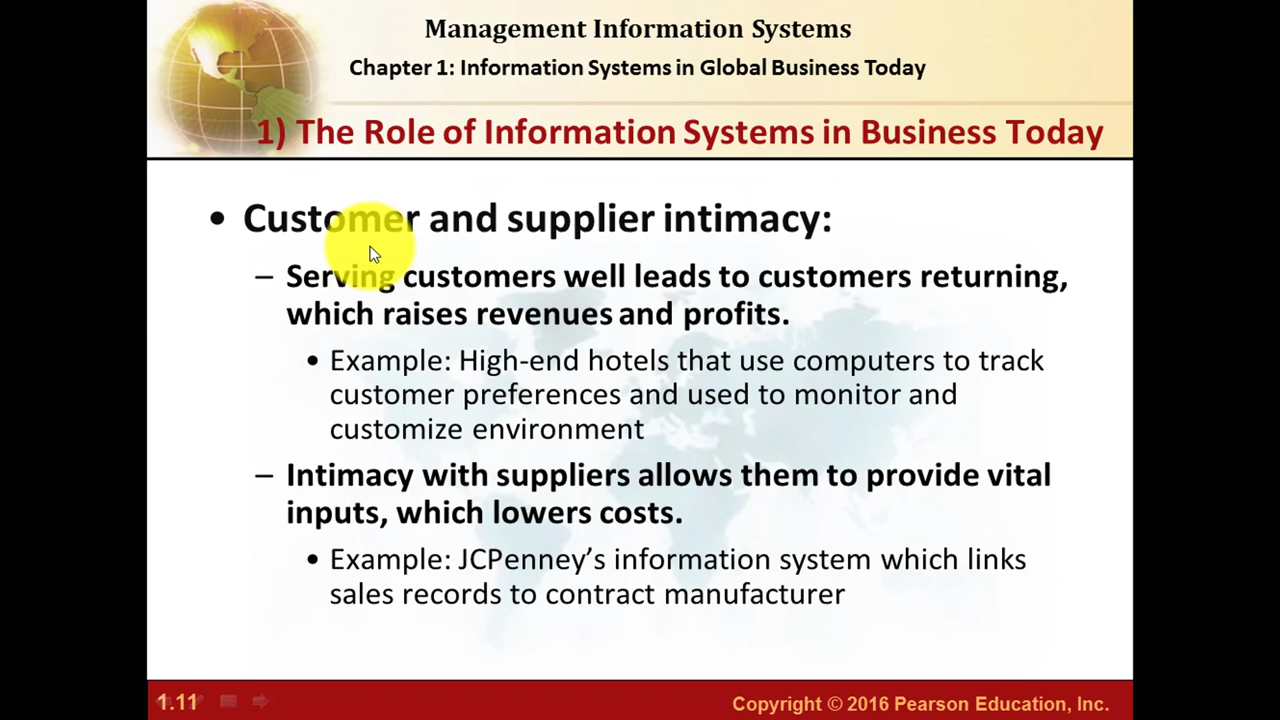 Management Information Systems
Chapter 1: Information Systems in Global Business Today
1) The Role of Information Systems in Business Today
• Customer and supplier intimacy:
– Serving customers well leads to customers returning,
which raises revenues and profits.
• Example: High-end hotels that use computers to track
customer preferences and used to monitor and
customize environment
– Intimacy with suppliers allows them to provide vital
inputs, which lowers costs.
• Example: JCPenney’s information system which links
sales records to contract manufacturer
1.11
Copyright © 2016 Pearson Education, Inc.